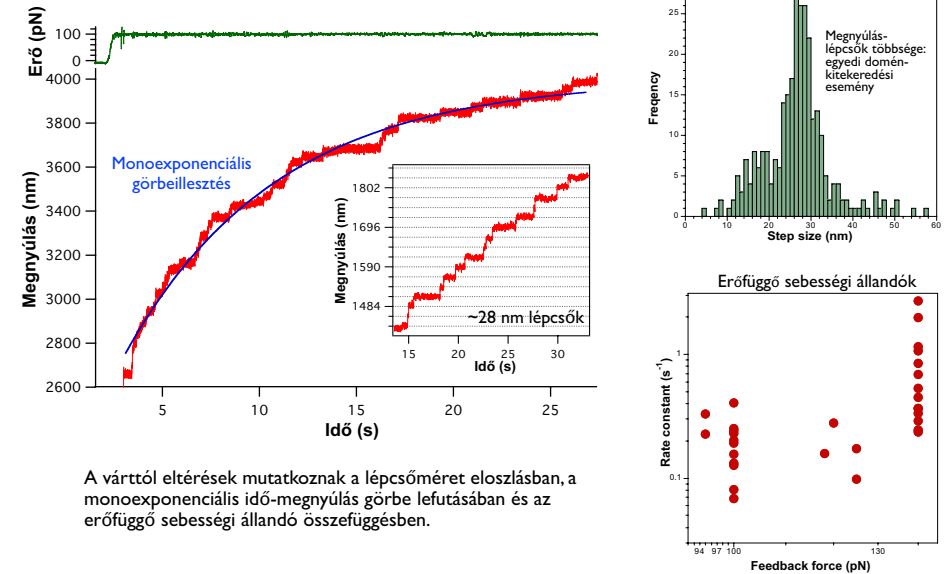 Erő (pN)
100
0
Megnyúlás (nm)
4000
3800
3600
3400
3200
3000
2800
2600
Monoexponenciális
görbeillesztés
5
10
15
20
25
Idő (s)
Megnyúlás (nm)
1802
1696
1590
1484
~28 nm lépcsők
15
20
25
30
Idő (s)
A várttól eltérések mutatkoznak a lépcsőméret eloszlásban, a
monoexponenciális idő-megnyúlás görbe lefutásában és az
erőfüggő sebességi állandó összefüggésben.
Freqency
25
20
15
10
5
0
Megnyúlás-
lépcsők többsége:
egyedi domén-
kitekeredési
esemény
0 10 20 30 40 50 60
Step size (nm)
Erőfüggő sebességi állandók
Rate constant (s-1)
1
0.1
94 97 100 130
Feedback force (pN)